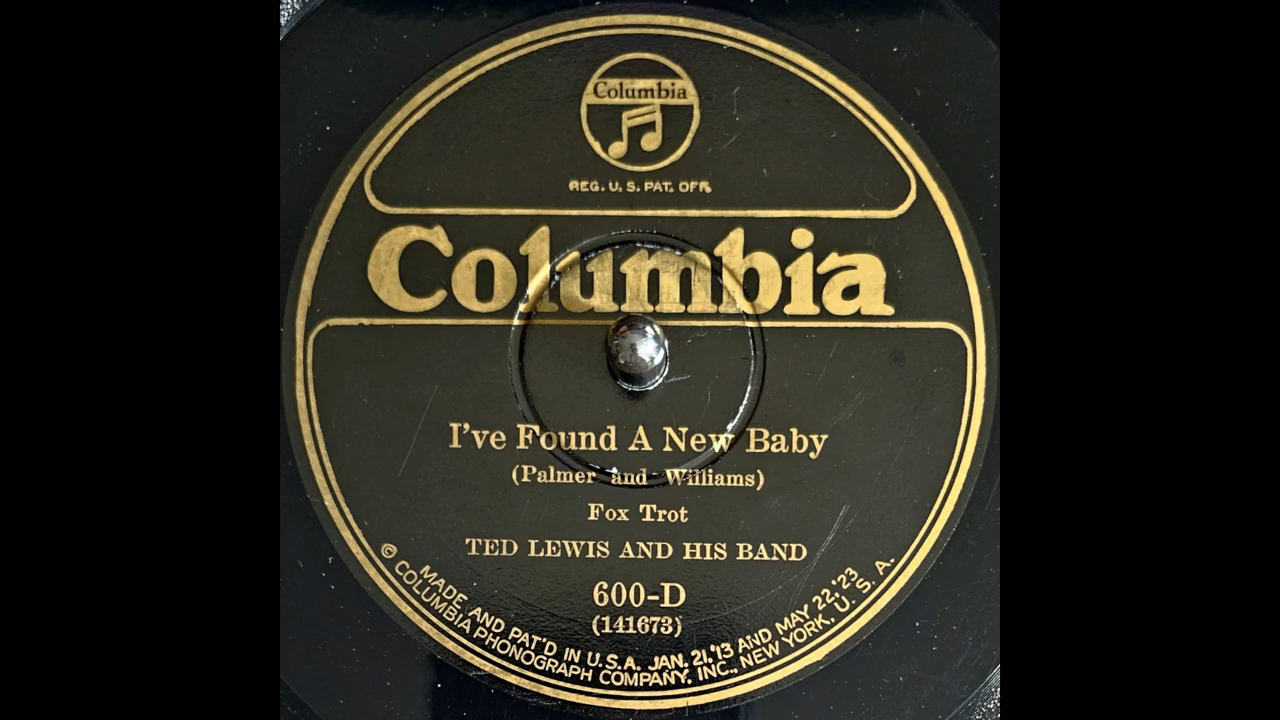 Columbia
REG. U. S. PAT. OFF.
Columbia
I've Found A New Baby
(Palmer and Williams)
Fox Trot
TED LEWIS AND HIS BAND
600-D
(141673)
MADE AND PAT'D IN U.S.A. JAN. 21,'13 AND MAY 22,'23
© COLUMBIA PHONOGRAPH COMPANY, INC., NEW YORK, U. S. A.